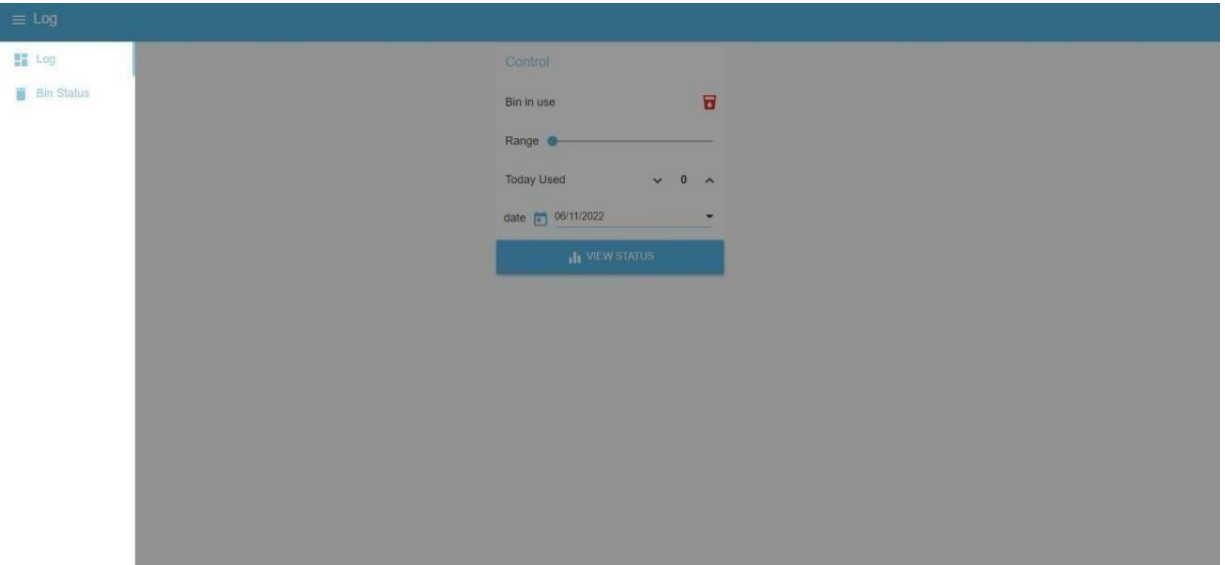 Log
Log
Bin Status
Control
Bin in use
Range
Today Used 0
date 06/11/2022
VIEW STATUS